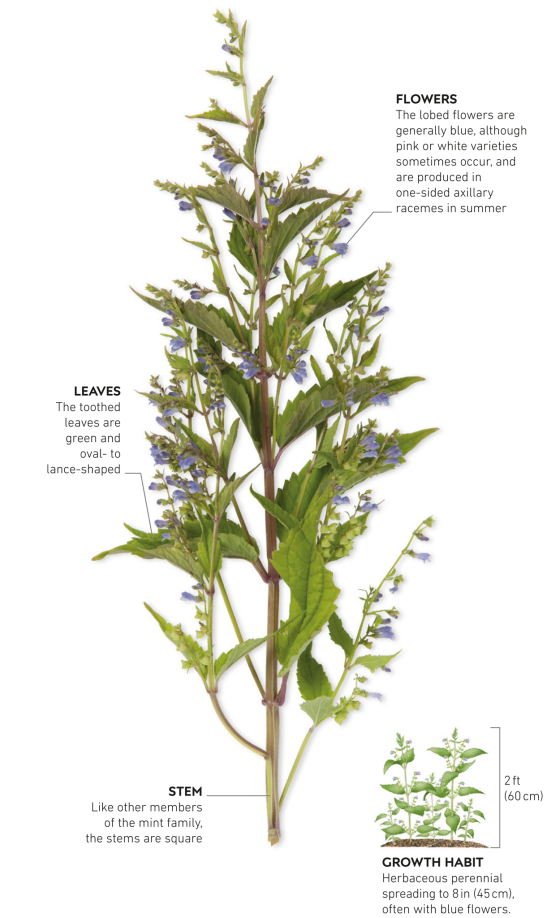 FLOWERS
The lobed flowers are
generally blue, although
pink or white varieties
sometimes occur, and
are produced in
one-sided axillary
racemes in summer
LEAVES
The toothed
leaves are
green and
oval- to
lance-shaped
STEM
Like other members
of the mint family,
the stems are square
2 ft
(60 cm)
GROWTH HABIT
Herbaceous perennial
spreading to 8 in (45 cm),
often with blue flowers.